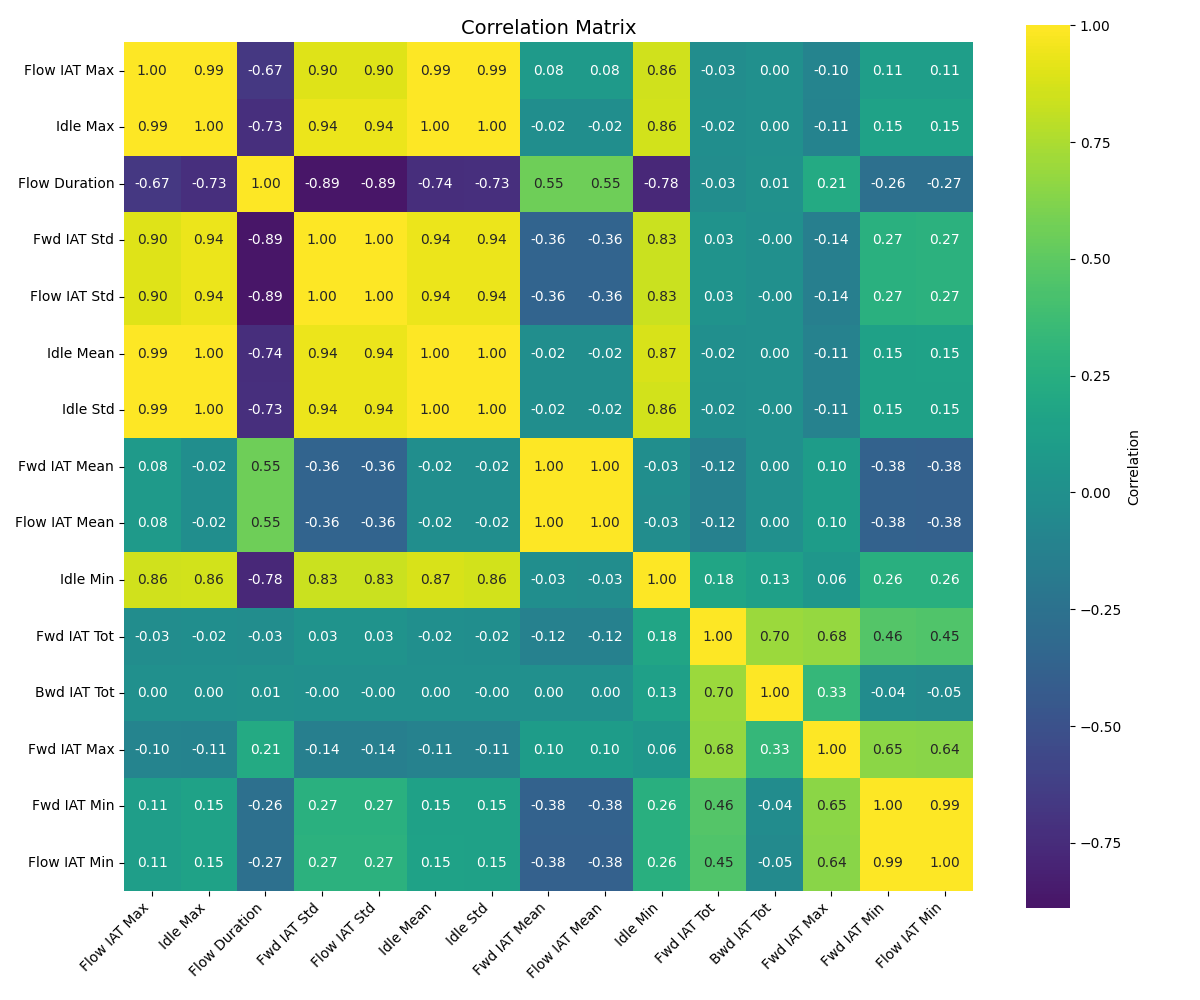 Correlation Matrix
Flow IAT Max 1.00 0.99 -0.67 0.90 0.90 0.99 0.99 0.08 0.08 0.86 -0.03 0.00 -0.10 0.11 0.11
Idle Max 0.99 1.00 -0.73 0.94 0.94 1.00 1.00 -0.02 -0.02 0.86 -0.02 0.00 -0.11 0.15 0.15
Flow Duration -0.67 -0.73 1.00 -0.89 -0.89 -0.74 -0.73 0.55 0.55 -0.78 -0.03 0.01 0.21 -0.26 -0.27
Fwd IAT Std 0.90 0.94 -0.89 1.00 1.00 0.94 0.94 -0.36 -0.36 0.83 0.03 -0.00 -0.14 0.27 0.27
Flow IAT Std 0.90 0.94 -0.89 1.00 1.00 0.94 0.94 -0.36 -0.36 0.83 0.03 -0.00 -0.14 0.27 0.27
Idle Mean 0.99 1.00 -0.74 0.94 0.94 1.00 1.00 -0.02 -0.02 0.87 -0.02 0.00 -0.11 0.15 0.15
Idle Std 0.99 1.00 -0.73 0.94 0.94 1.00 1.00 -0.02 -0.02 0.86 -0.02 -0.00 -0.11 0.15 0.15
Fwd IAT Mean 0.08 -0.02 0.55 -0.36 -0.36 -0.02 -0.02 1.00 1.00 -0.03 -0.12 0.00 0.10 -0.38 -0.38
Flow IAT Mean 0.08 -0.02 0.55 -0.36 -0.36 -0.02 -0.02 1.00 1.00 -0.03 -0.12 0.00 0.10 -0.38 -0.38
Idle Min 0.86 0.86 -0.78 0.83 0.83 0.87 0.86 -0.03 -0.03 1.00 0.18 0.13 0.06 0.26 0.26
Fwd IAT Tot -0.03 -0.02 -0.03 0.03 0.03 -0.02 -0.02 -0.12 -0.12 0.18 1.00 0.70 0.68 0.46 0.45
Bwd IAT Tot 0.00 0.00 0.01 -0.00 -0.00 0.00 -0.00 0.00 0.00 0.13 0.70 1.00 0.33 -0.04 -0.05
Fwd IAT Max -0.10 -0.11 0.21 -0.14 -0.14 -0.11 -0.11 0.10 0.10 0.06 0.68 0.33 1.00 0.65 0.64
Fwd IAT Min 0.11 0.15 -0.26 0.27 0.27 0.15 0.15 -0.38 -0.38 0.26 0.46 -0.04 0.65 1.00 0.99
Flow IAT Min 0.11 0.15 -0.27 0.27 0.27 0.15 0.15 -0.38 -0.38 0.26 0.45 -0.05 0.64 0.99 1.00
Flow IAT Max
Idle Max
Flow Duration
Fwd IAT Std
Flow IAT Std
Idle Mean
Idle Std
Fwd IAT Mean
Flow IAT Mean
Idle Min
Fwd IAT Tot
Bwd IAT Tot
Fwd IAT Max
Fwd IAT Min
Flow IAT Min
1.00
0.75
0.50
0.25
0.00
−0.25
−0.50
−0.75
Correlation